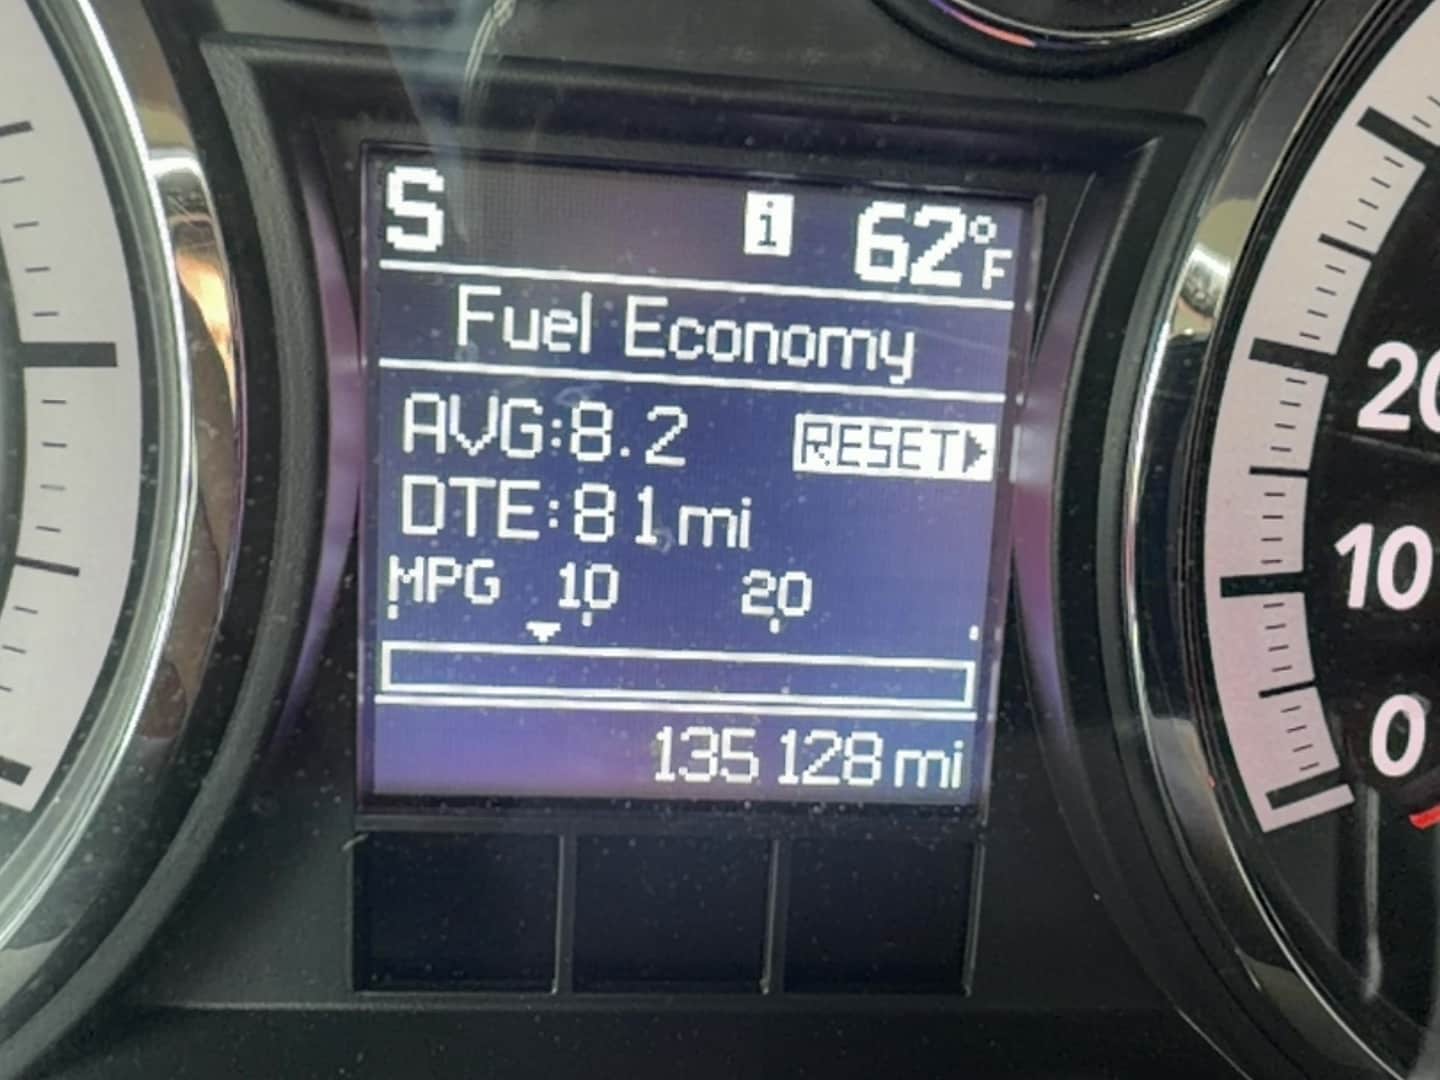 S i 62°F
Fuel Economy
AVG:8.2 RESET
DTE:81mi
MPG 10 20
135128mi
20
10
0